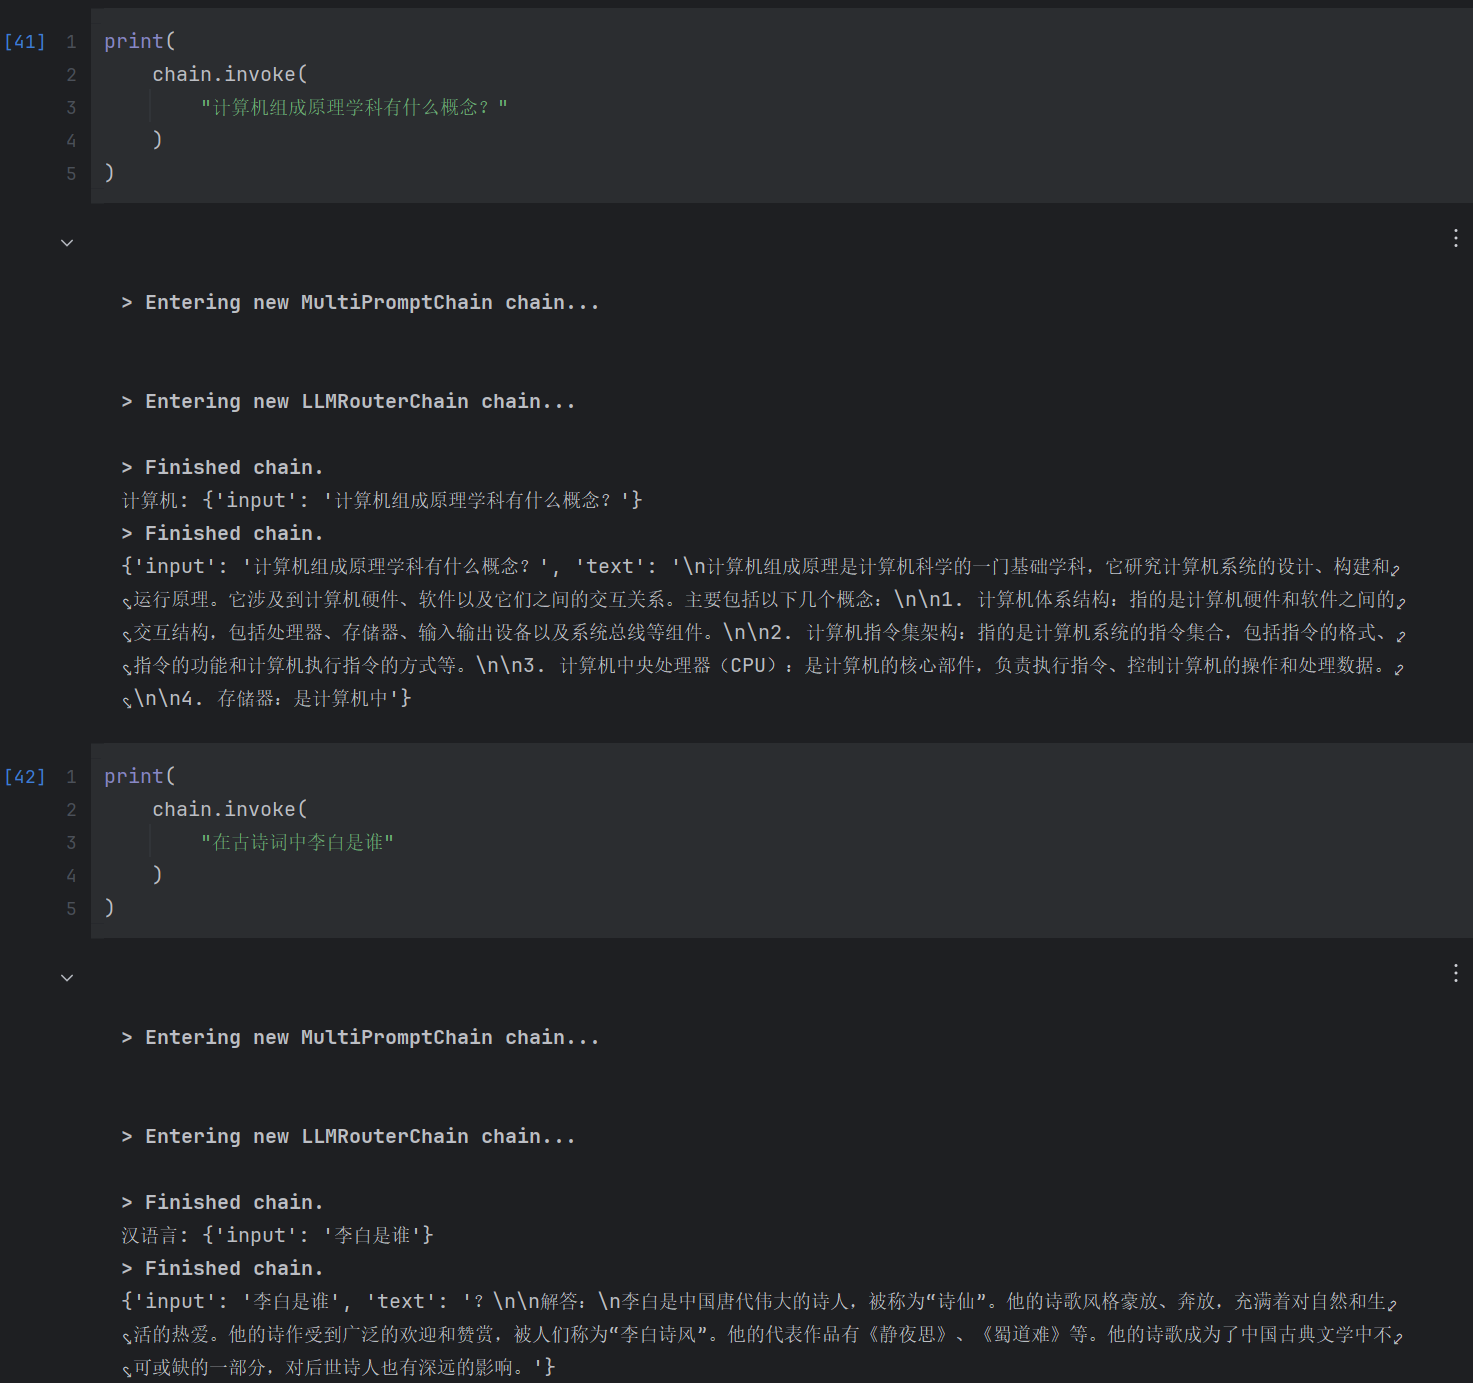 [41] 1 print(
2 chain.invoke(
3 "计算机组成原理学科有什么概念？"
4 )
5 )
> Entering new MultiPromptChain chain...
> Entering new LLMRouterChain chain...
> Finished chain.
计算机: {'input': '计算机组成原理学科有什么概念？'}
> Finished chain.
{'input': '计算机组成原理学科有什么概念？', 'text': '\n计算机组成原理是计算机科学的一门基础学科，它研究计算机系统的设计、构建和
运行原理。它涉及到计算机硬件、软件以及它们之间的交互关系。主要包括以下几个概念：\n\n1. 计算机体系结构：指的是计算机硬件和软件之间的
交互结构，包括处理器、存储器、输入输出设备以及系统总线等组件。\n\n2. 计算机指令集架构：指的是计算机系统的指令集合，包括指令的格式、
指令的功能和计算机执行指令的方式等。\n\n3. 计算机中央处理器（CPU）：是计算机的核心部件，负责执行指令、控制计算机的操作和处理数据。
\n\n4. 存储器：是计算机中'}
[42] 1 print(
2 chain.invoke(
3 "在古诗词中李白是谁"
4 )
5 )
> Entering new MultiPromptChain chain...
> Entering new LLMRouterChain chain...
> Finished chain.
汉语言: {'input': '李白是谁'}
> Finished chain.
{'input': '李白是谁', 'text': '？\n\n解答：\n李白是中国唐代伟大的诗人，被称为“诗仙”。他的诗歌风格豪放、奔放，充满着对自然和生
活的热爱。他的诗作受到广泛的欢迎和赞赏，被人们称为“李白诗风”。他的代表作品有《静夜思》、《蜀道难》等。他的诗歌成为了中国古典文学中不
可或缺的一部分，对后世诗人也有深远的影响。'}